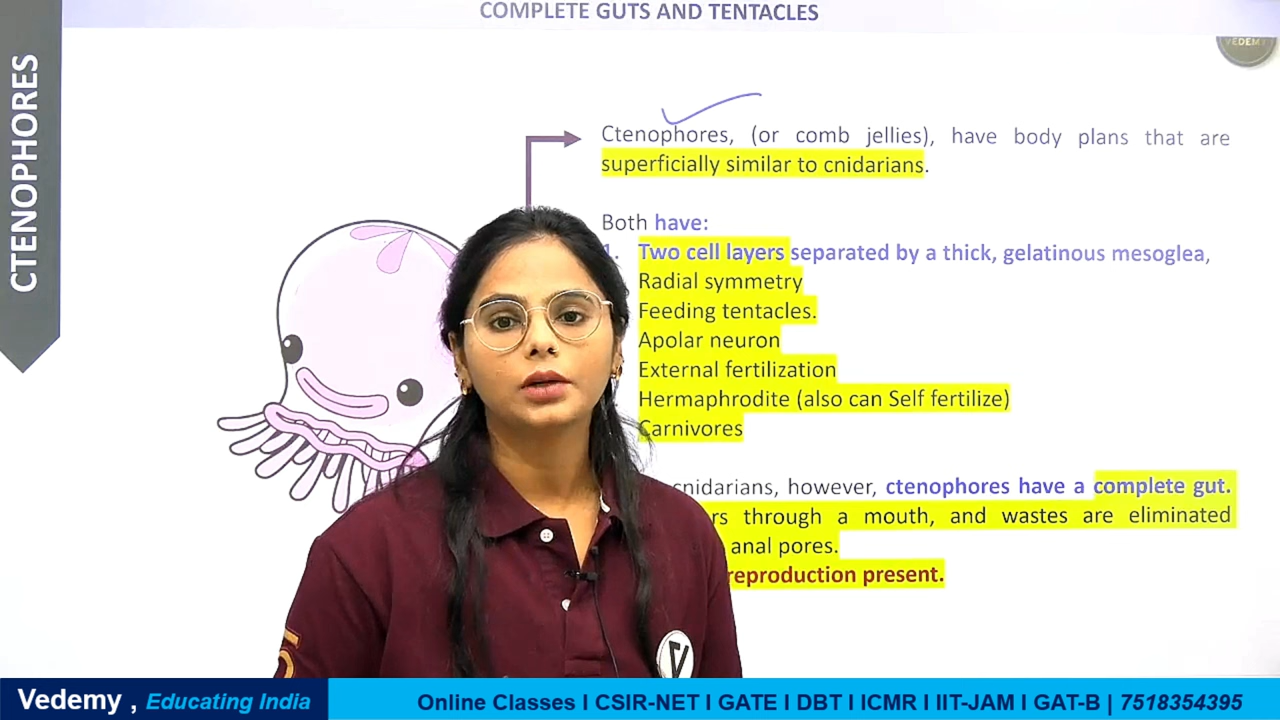 COMPLETE GUTS AND TENTACLES
CTENOPHORES
VEDEMY
Ctenophores, (or comb jellies), have body plans that are
superficially similar to cnidarians.
Both have:
1. Two cell layers separated by a thick, gelatinous mesoglea,
Radial symmetry
Feeding tentacles.
Apolar neuron
External fertilization
Hermaphrodite (also can Self fertilize)
Carnivores
cnidarians, however, ctenophores have a complete gut.
through a mouth, and wastes are eliminated
anal pores.
reproduction present.
Vedemy , Educating India
Online Classes I CSIR-NET I GATE I DBT I ICMR I IIT-JAM I GAT-B | 7518354395